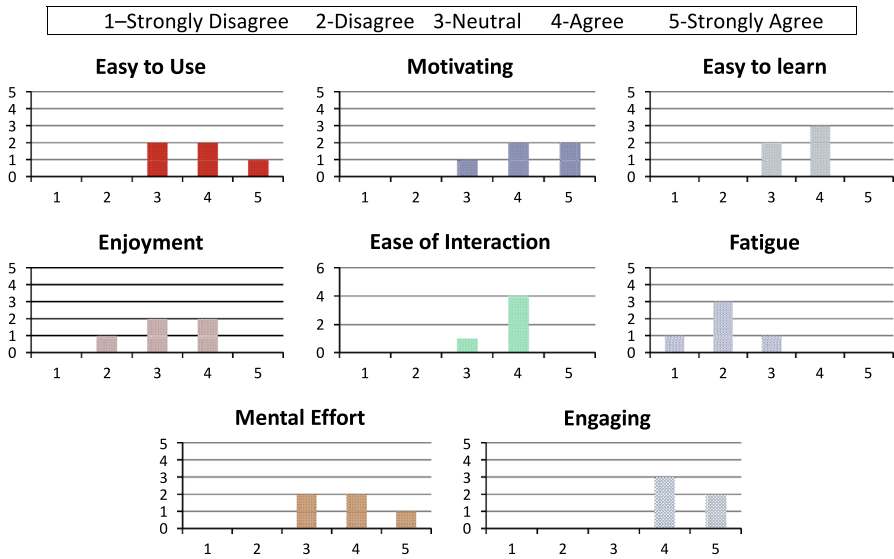 1–Strongly Disagree 2-Disagree 3-Neutral 4-Agree 5-Strongly Agree
Easy to Use
5
4
3
2
1
0
1 2 3 4 5
Motivating
5
4
3
2
1
0
1 2 3 4 5
Easy to learn
5
4
3
2
1
0
1 2 3 4 5
Enjoyment
5
4
3
2
1
0
1 2 3 4 5
Ease of Interaction
6
4
2
0
1 2 3 4 5
Fatigue
5
4
3
2
1
0
1 2 3 4 5
Mental Effort
5
4
3
2
1
0
1 2 3 4 5
Engaging
5
4
3
2
1
0
1 2 3 4 5